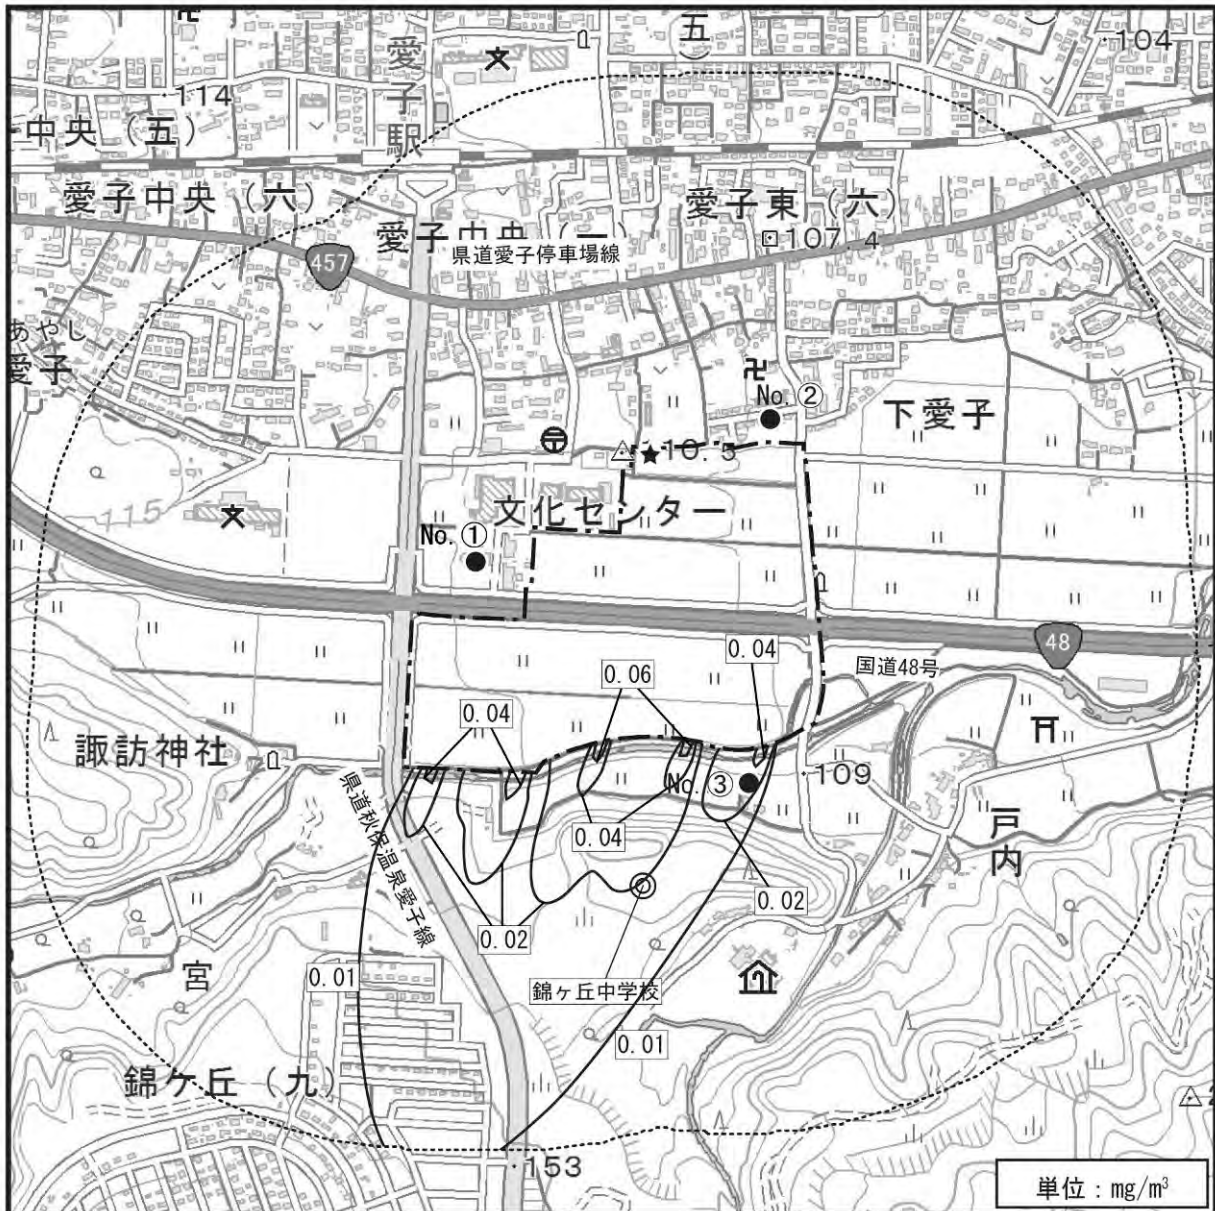 五
104
愛子駅
114
中央（五）
愛子中央（六）
愛子東（六）
107.4
愛子中央（一）
県道愛子停車場線
457
あやし
愛子
No.②
下愛子
10.5
115
文化センター
No.①
48
国道48号
0.04
0.06
0.04
諏訪神社
109
No.③
県道秋保温泉愛子線
0.04
戸内
0.02
0.02
宮
0.01
錦ヶ丘中学校
0.01
錦ヶ丘（九）
153
単位：mg/m³